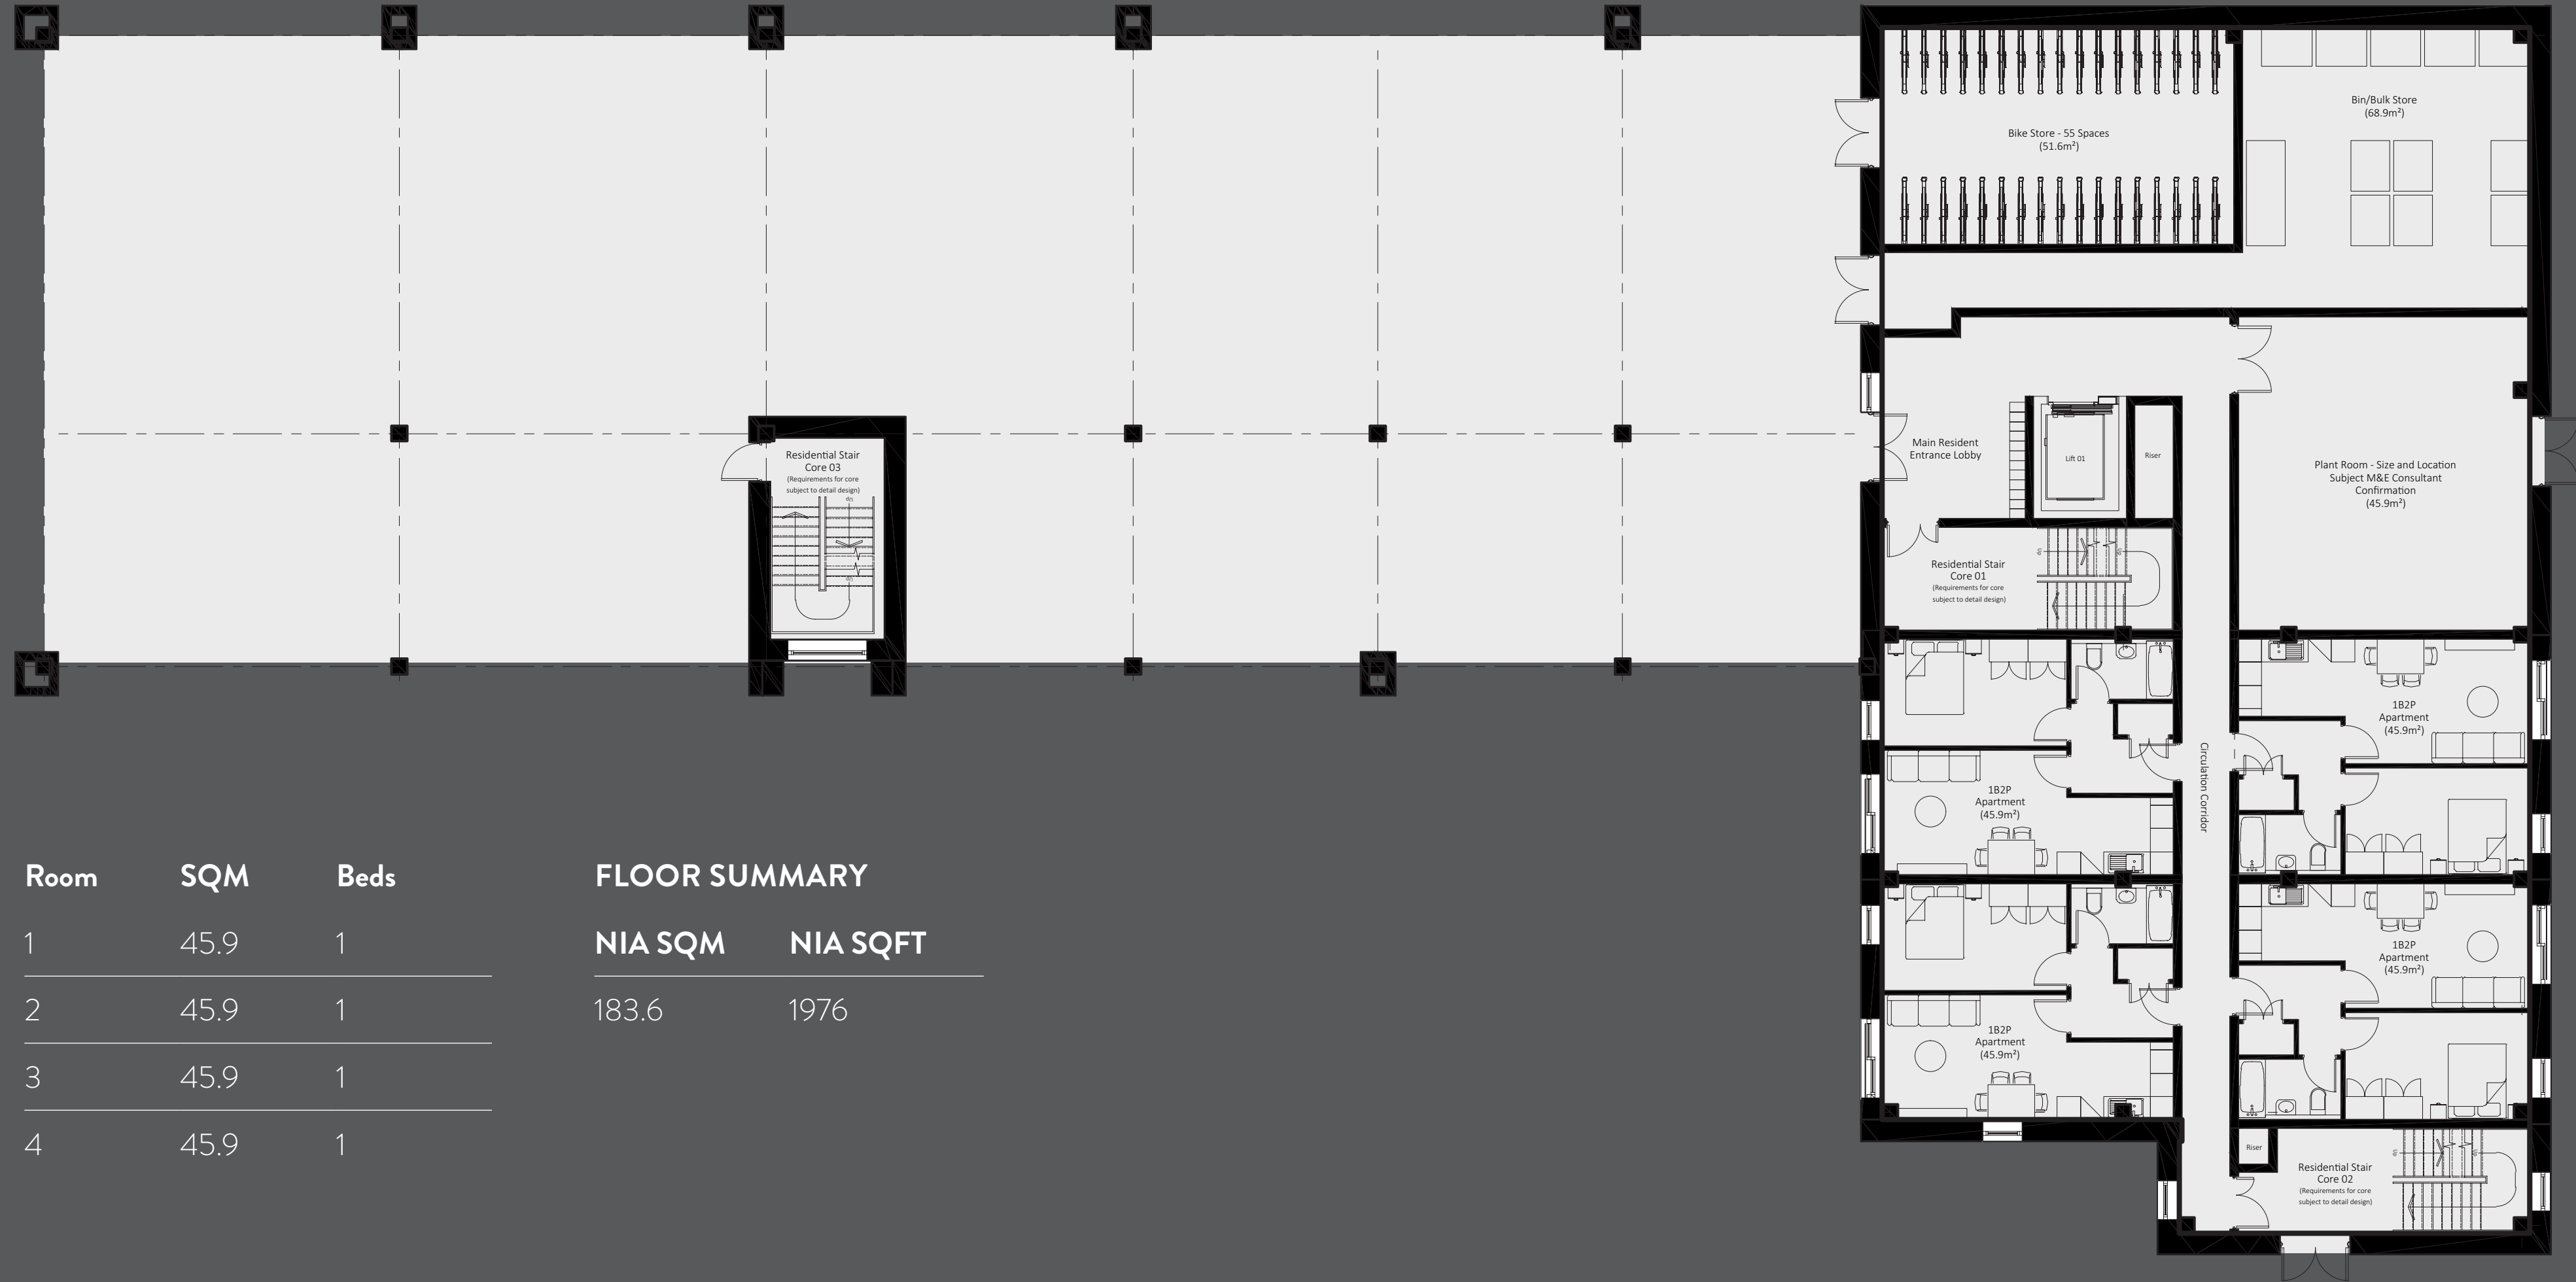 Bike Store - 55 Spaces
(51.6m²)
Bin/Bulk Store
(68.9m²)
Main Resident
Entrance Lobby
Lift 01
Riser
Plant Room - Size and Location
Subject M&E Consultant
Confirmation
(45.9m²)
Residential Stair
Core 03
(Requirements for core
subject to detail design)
Residential Stair
Core 01
(Requirements for core
subject to detail design)
1B2P
Apartment
(45.9m²)
1B2P
Apartment
(45.9m²)
Circulation Corridor
1B2P
Apartment
(45.9m²)
1B2P
Apartment
(45.9m²)
Riser
Residential Stair
Core 02
(Requirements for core
subject to detail design)
Room SQM Beds
1 45.9 1
2 45.9 1
3 45.9 1
4 45.9 1
FLOOR SUMMARY
NIA SQM NIA SQFT
183.6 1976